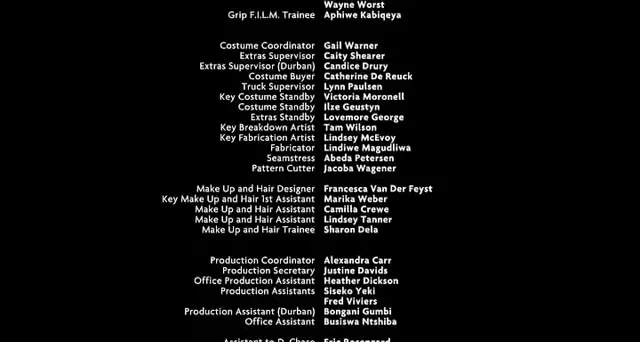 Wayne Worst
Grip F.I.L.M. Trainee Aphiwe Kabiqeya
Costume Coordinator Gail Warner
Extras Supervisor Caity Shearer
Extras Supervisor (Durban) Candice Drury
Costume Buyer Catherine De Reuck
Truck Supervisor Lynn Paulsen
Key Costume Standby Victoria Moronell
Costume Standby Ilze Geustyn
Extras Standby Lovemore George
Key Breakdown Artist Tam Wilson
Key Fabrication Artist Lindsey McEvoy
Fabricator Lindiwe Magudliwa
Seamstress Abeda Petersen
Pattern Cutter Jacoba Wagener
Make Up and Hair Designer Francesca Van Der Feyst
Key Make Up and Hair 1st Assistant Marika Weber
Make Up and Hair Assistant Camilla Crewe
Make Up and Hair Assistant Lindsey Tanner
Make Up and Hair Trainee Sharon Dela
Production Coordinator Alexandra Carr
Production Secretary Justine Davids
Office Production Assistant Heather Dickson
Production Assistants Siseko Yeki
Fred Viviers
Production Assistant (Durban) Bongani Gumbi
Office Assistant Busiswa Ntshiba
Assistant to D. Chase Eric Rosengard